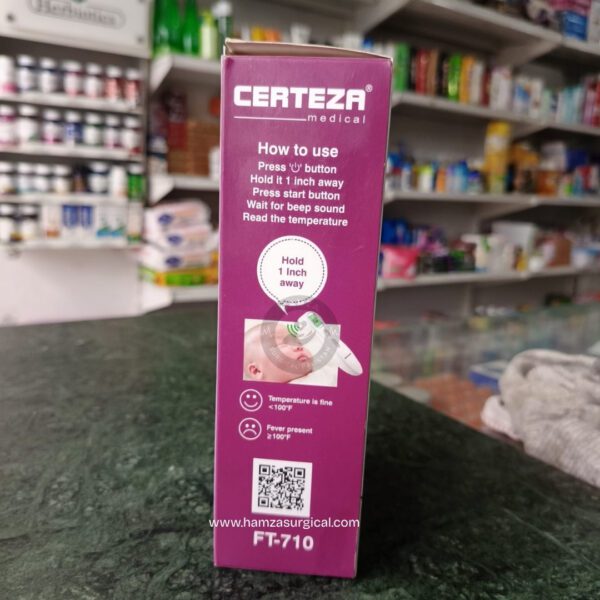 Herbiotics
CERTEZA®
medical
How to use
Press '⏻' button
Hold it 1 inch away
Press start button
Wait for beep sound
Read the temperature
Hold
1 Inch
away
Temperature is fine
<100°F
Fever present
≥100°F
www.hamzasurgical.com
FT-710